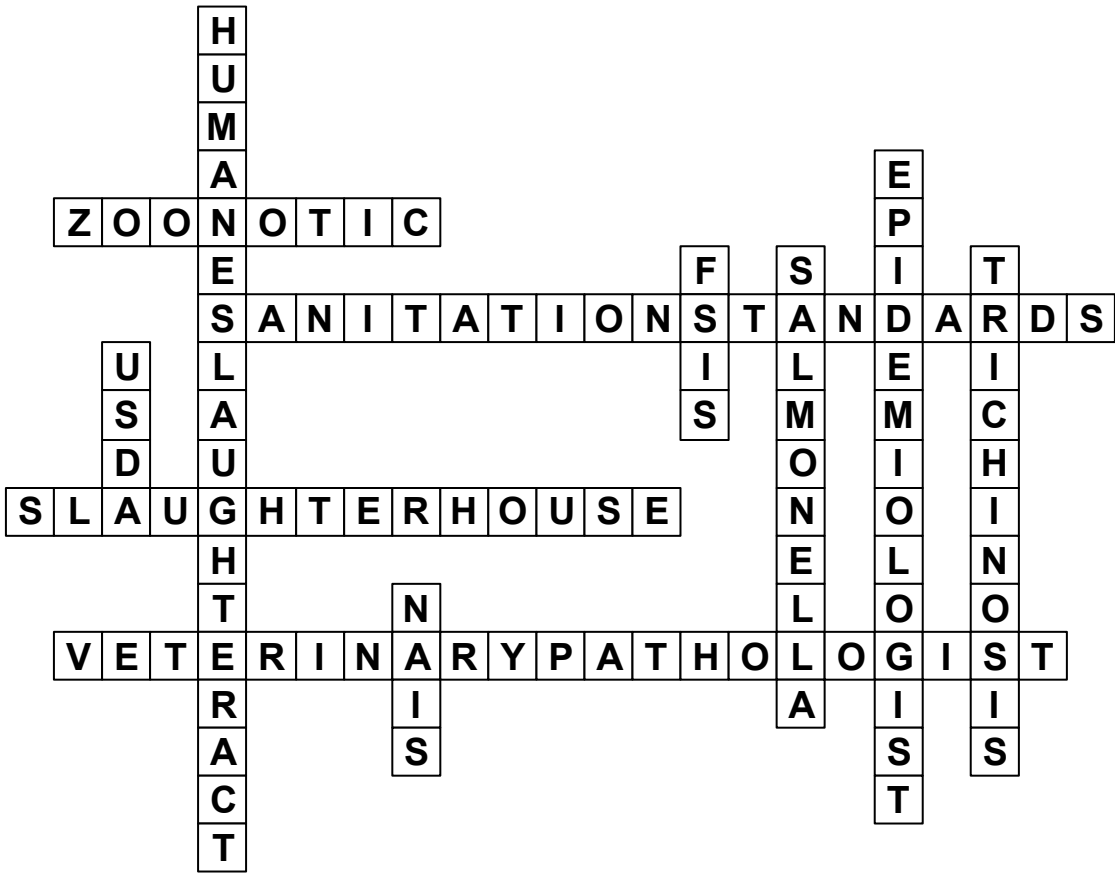 HUMANESLAUGHTERACT
EPIDEMIOLOGIST
ZOONOTIC
FSIS
SALMONELLA
TRICHINOSIS
SANITATIONSTANDARDS
USDA
SLAUGHTERHOUSE
NAIS
VETERINARYPATHOLOGIST